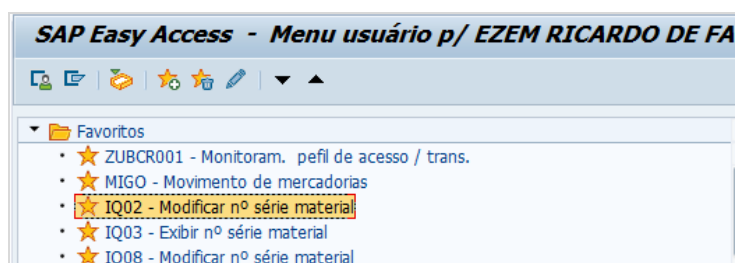 SAP Easy Access - Menu usuário p/ EZEM RICARDO DE FA
Favoritos
ZUBCR001 - Monitoram. pefil de acesso / trans.
MIGO - Movimento de mercadorias
IQ02 - Modificar nº série material
IQ03 - Exibir nº série material
IQ08 - Modificar nº série material